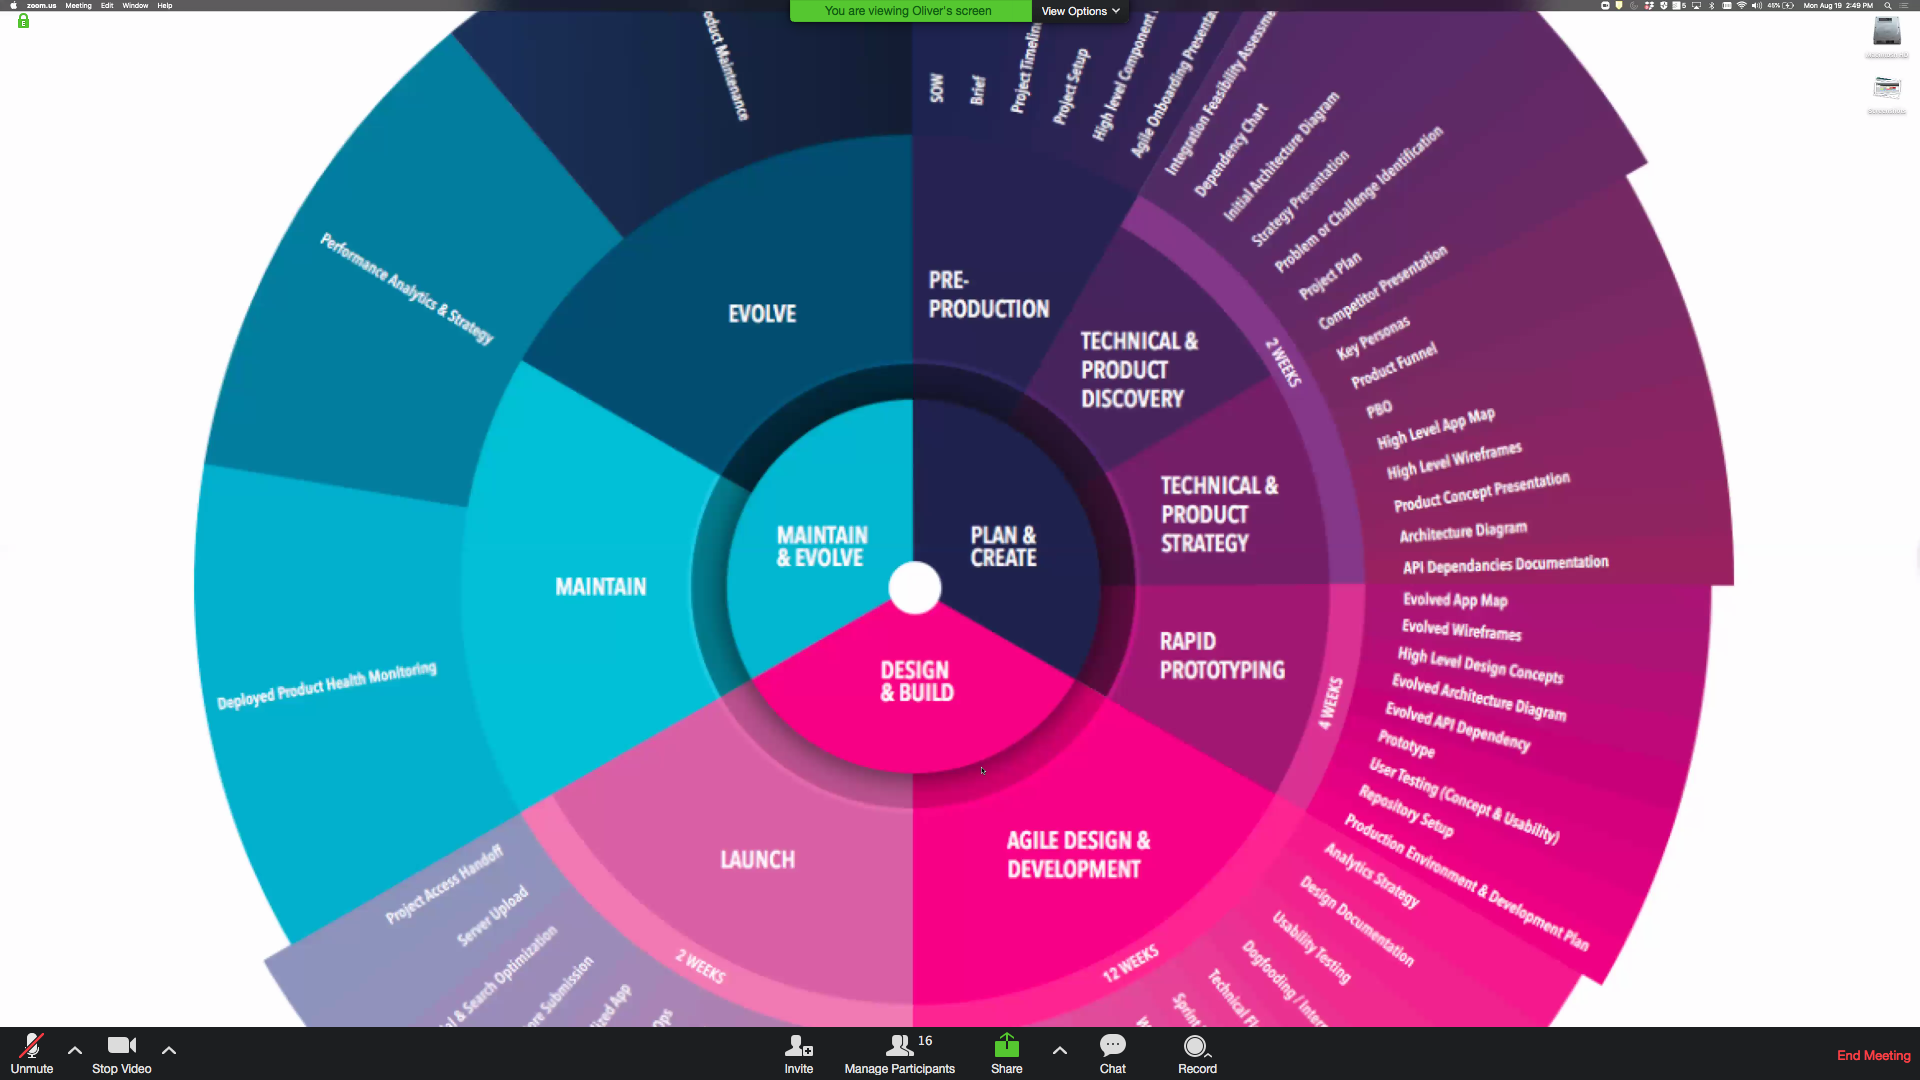 zoom.us Meeting Edit Window Help
You are viewing Oliver's screen
View Options
45%
Mon Aug 19 2:49 PM
oduct Maintenance
SOW
Brief
Project Timelin
Project Setup
High level Component
Agile Onboarding Presenta
Integration Feasibility Assessme
Dependency Chart
Initial Architecture Diagram
Strategy Presentation
Problem or Challenge Identification
Project Plan
Competitor Presentation
Key Personas
Product Funnel
PBO
High Level App Map
High Level Wireframes
Product Concept Presentation
Architecture Diagram
API Dependancies Documentation
Evolved App Map
Evolved Wireframes
High Level Design Concepts
Evolved Architecture Diagram
Evolved API Dependency
Prototype
User Testing (Concept & Usability)
Repository Setup
Production Environment & Development Plan
Analytics Strategy
Design Documentation
Usability Testing
Dogfooding / Inter
Technical Fl
Sprint
Performance Analytics & Strategy
Deployed Product Health Monitoring
Project Access Handoff
Server Upload
l & Search Optimization
ore Submission
lized App
Ops
EVOLVE
PRE-
PRODUCTION
TECHNICAL &
PRODUCT
DISCOVERY
2 WEEKS
TECHNICAL &
PRODUCT
STRATEGY
MAINTAIN
& EVOLVE
PLAN &
CREATE
MAINTAIN
RAPID
PROTOTYPING
DESIGN
& BUILD
4 WEEKS
LAUNCH
AGILE DESIGN &
DEVELOPMENT
2 WEEKS
12 WEEKS
Unmute
Stop Video
Invite
16
Manage Participants
Share
Chat
Record
End Meeting